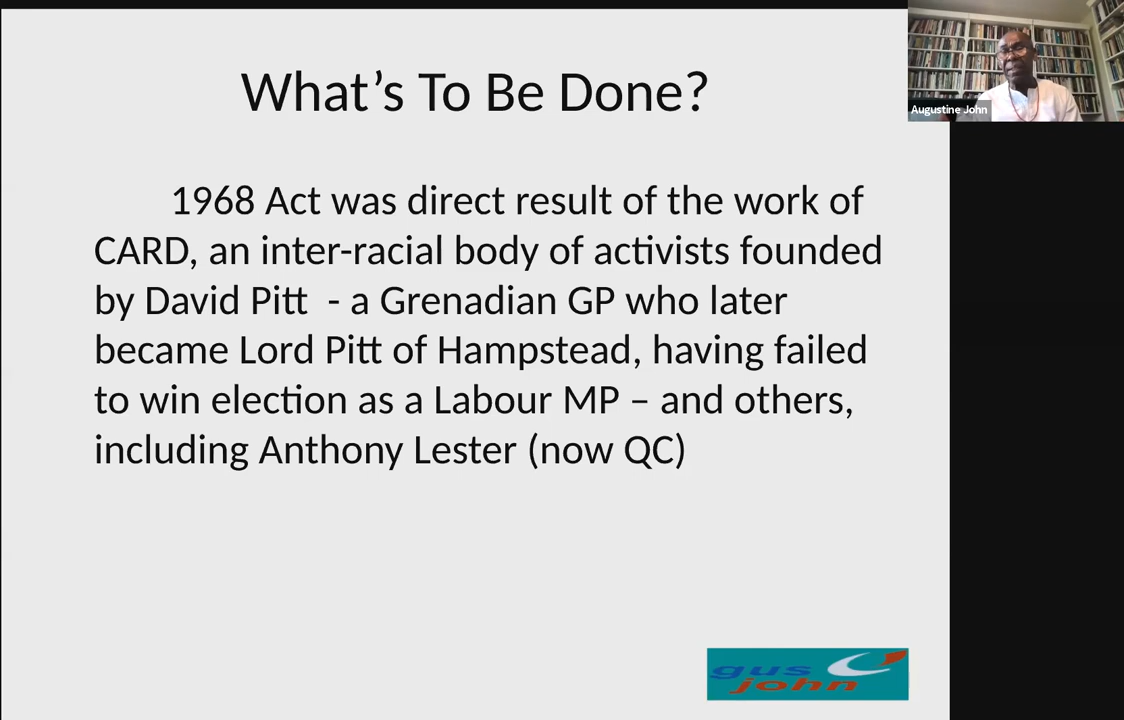 What’s To Be Done?
Augustine John
1968 Act was direct result of the work of
CARD, an inter-racial body of activists founded
by David Pitt  - a Grenadian GP who later
became Lord Pitt of Hampstead, having failed
to win election as a Labour MP – and others,
including Anthony Lester (now QC)
gus
john